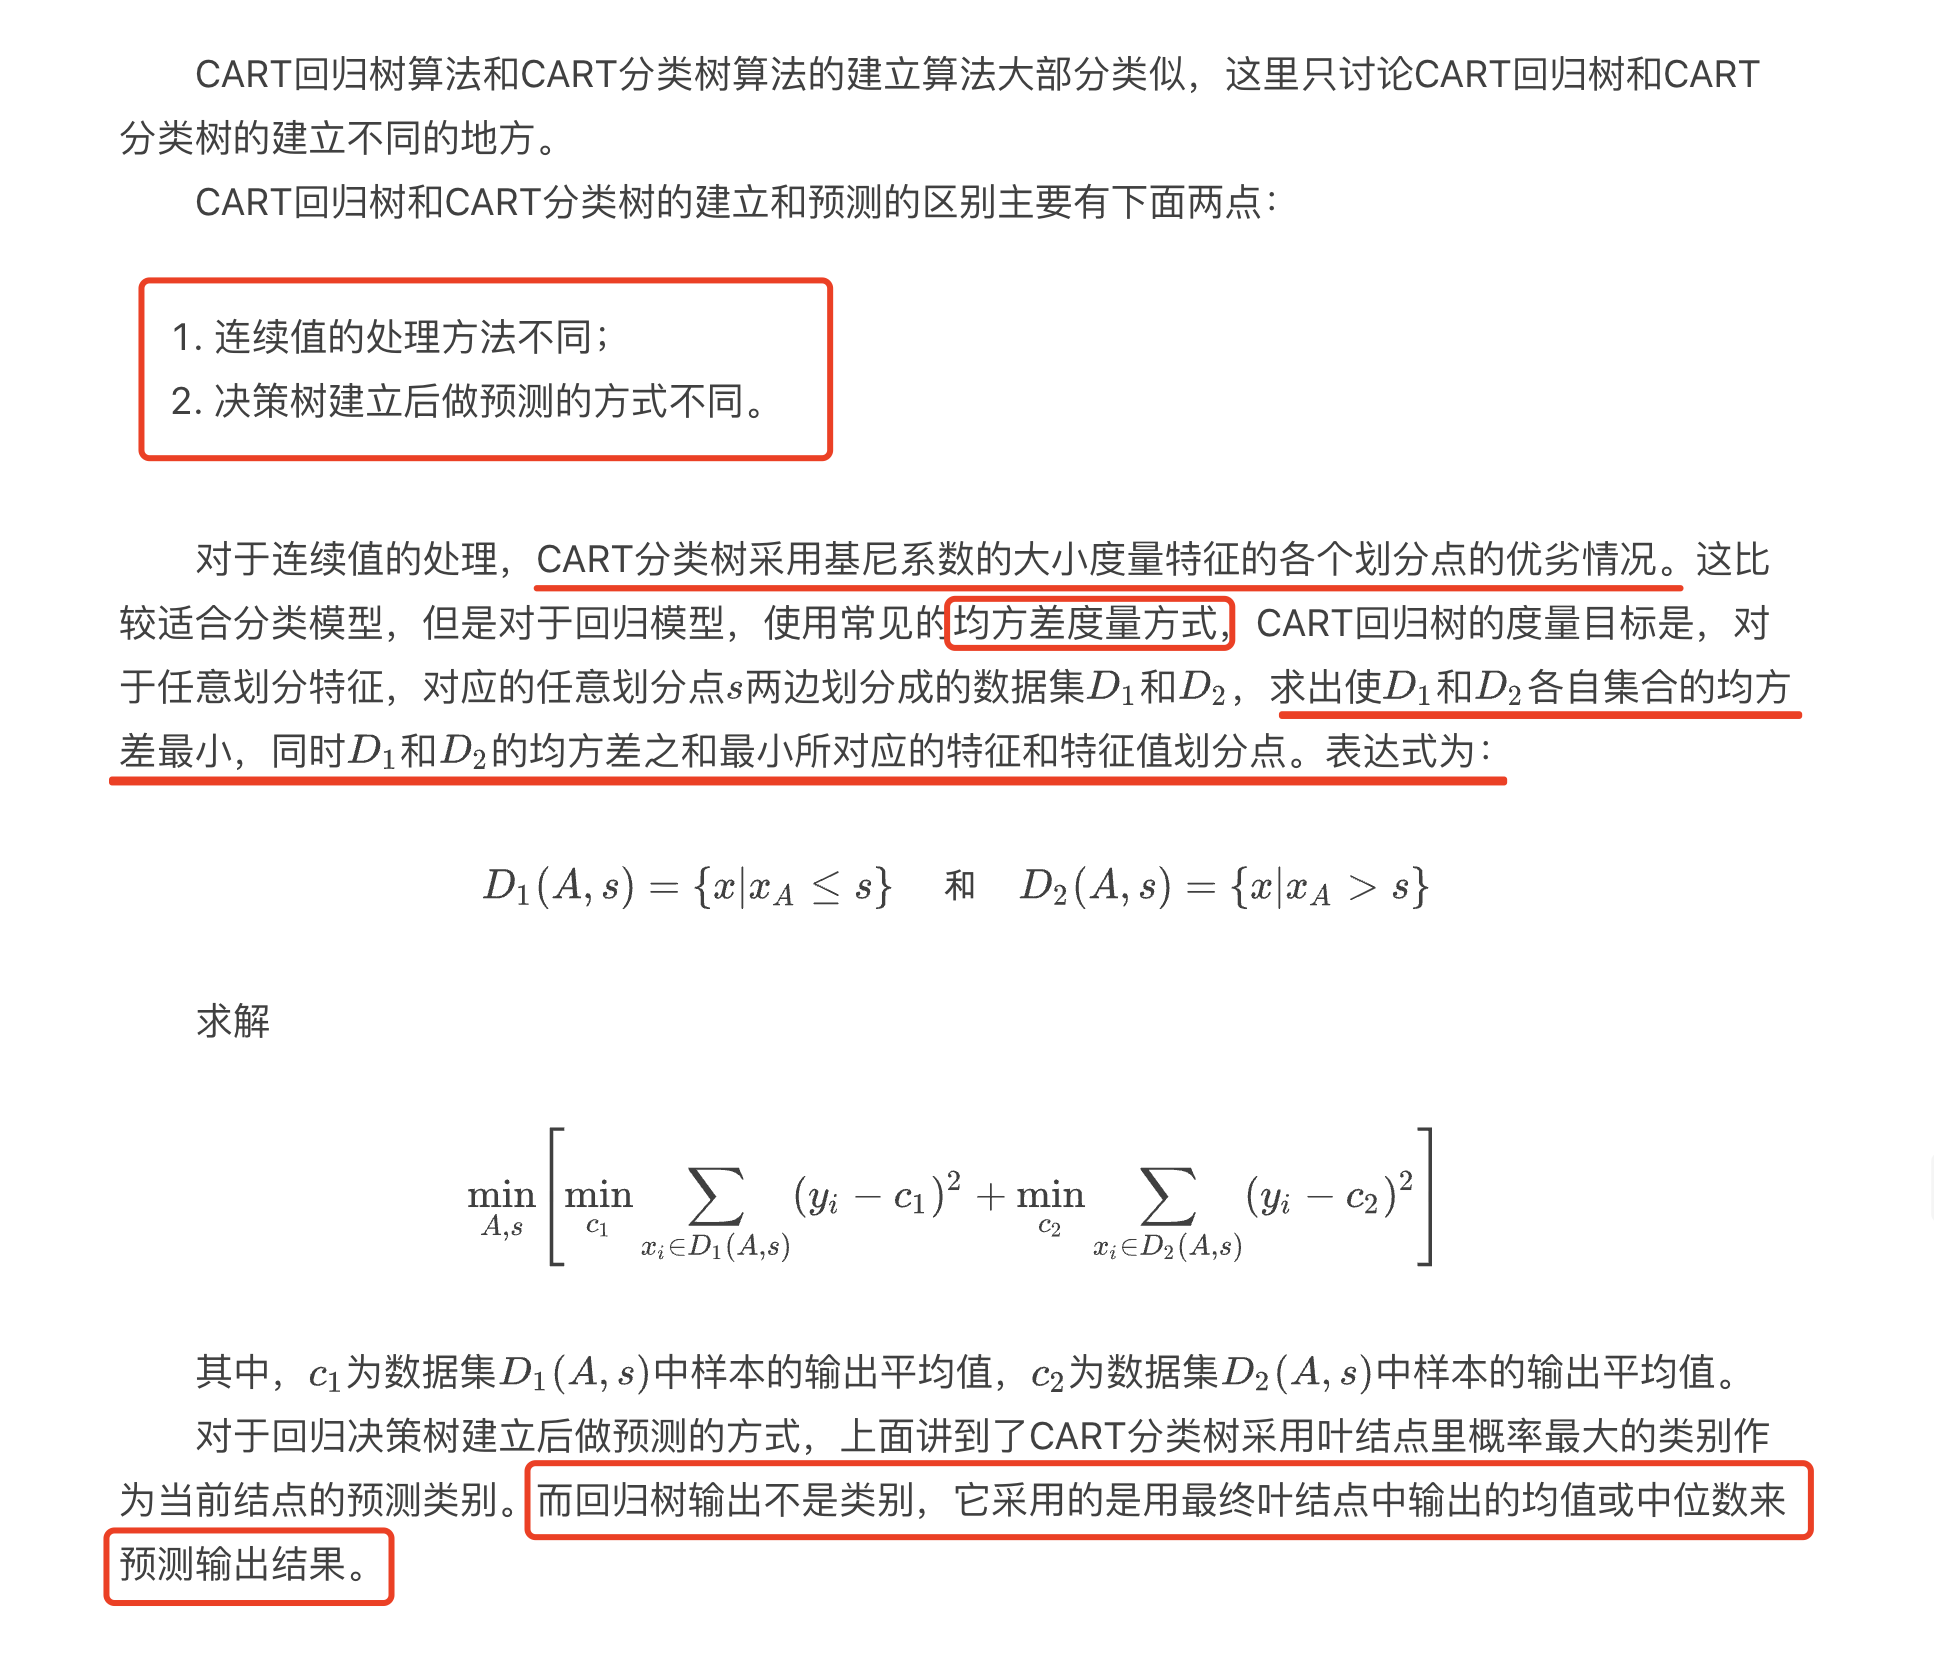 CART回归树算法和CART分类树算法的建立算法大部分类似，这里只讨论CART回归树和CART
分类树的建立不同的地方。
CART回归树和CART分类树的建立和预测的区别主要有下面两点：
1. 连续值的处理方法不同；
2. 决策树建立后做预测的方式不同。
对于连续值的处理，CART分类树采用基尼系数的大小度量特征的各个划分点的优劣情况。这比
较适合分类模型，但是对于回归模型，使用常见的均方差度量方式，CART回归树的度量目标是，对
于任意划分特征，对应的任意划分点s两边划分成的数据集D₁和D₂，求出使D₁和D₂各自集合的均方
差最小，同时D₁和D₂的均方差之和最小所对应的特征和特征值划分点。表达式为：
$D_1(A,s) = \{x|x_A \leq s\}$ 和 $D_2(A,s) = \{x|x_A > s\}$
求解
$\min_{A,s} \left[ \min_{c_1} \sum_{x_i \in D_1(A,s)} (y_i - c_1)^2 + \min_{c_2} \sum_{x_i \in D_2(A,s)} (y_i - c_2)^2 \right]$
其中，c₁为数据集D₁(A,s)中样本的输出平均值，c₂为数据集D₂(A,s)中样本的输出平均值。
对于回归决策树建立后做预测的方式，上面讲到了CART分类树采用叶结点里概率最大的类别作
为当前结点的预测类别。而回归树输出不是类别，它采用的是用最终叶结点中输出的均值或中位数来
预测输出结果。